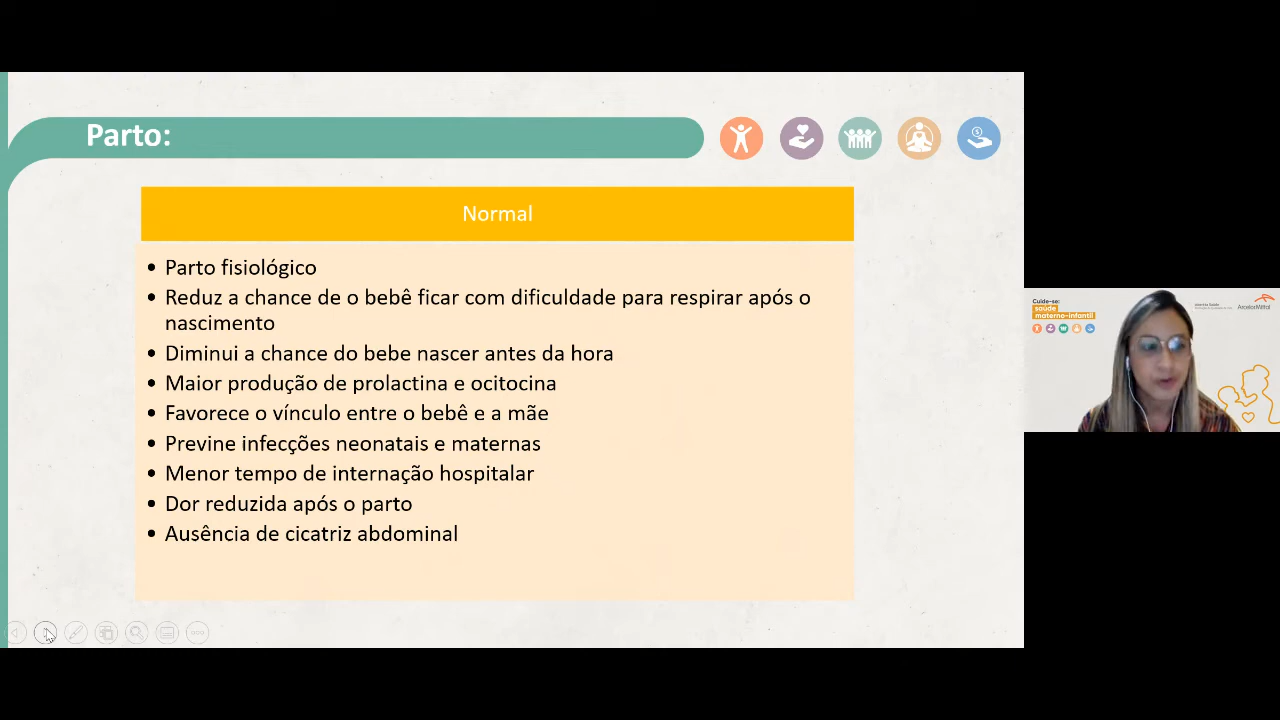 Parto:
Normal
• Parto fisiológico
• Reduz a chance de o bebê ficar com dificuldade para respirar após o
nascimento
• Diminui a chance do bebe nascer antes da hora
• Maior produção de prolactina e ocitocina
• Favorece o vínculo entre o bebê e a mãe
• Previne infecções neonatais e maternas
• Menor tempo de internação hospitalar
• Dor reduzida após o parto
• Ausência de cicatriz abdominal
Cuide-se:
saúde
materno-infantil
ArcelorMittal